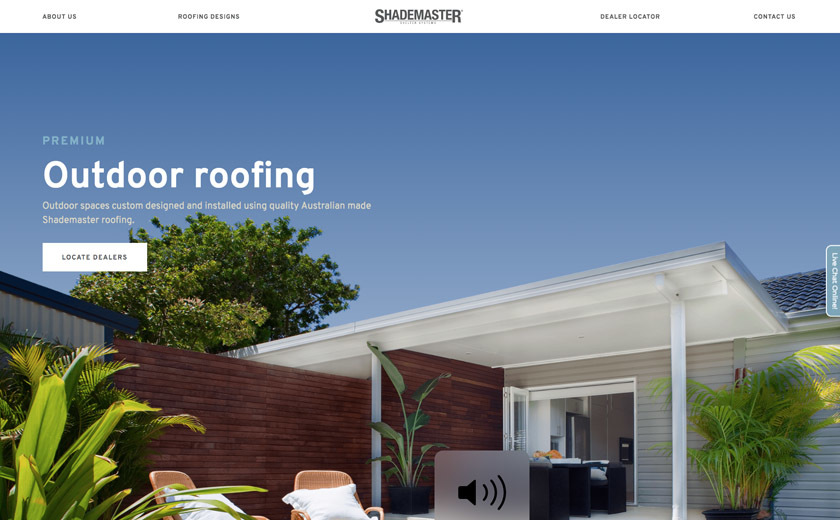 ABOUT US
ROOFING DESIGNS
SHADEMASTER
DEALER LOCATOR
CONTACT US
PREMIUM
Outdoor roofing
Outdoor spaces custom designed and installed using quality Australian made
Shademaster roofing.
LOCATE DEALERS
Live Chat Online!